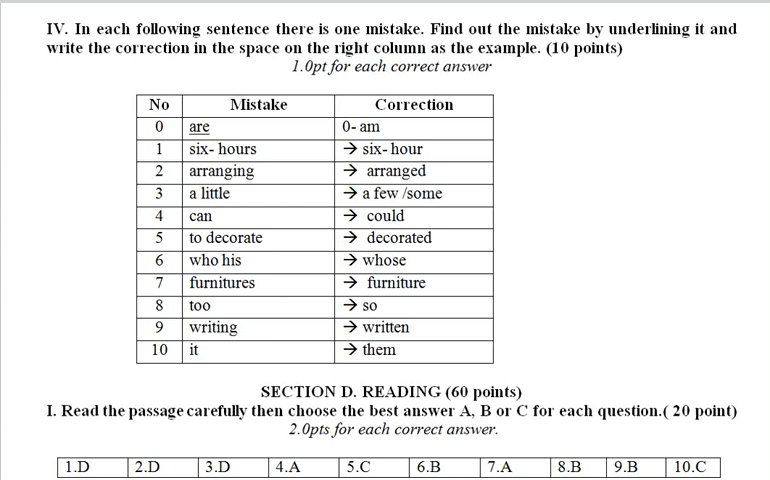 IV. In each following sentence there is one mistake. Find out the mistake by underlining it and
write the correction in the space on the right column as the example. (10 points)
1.0pt for each correct answer
No Mistake Correction
0 are 0- am
1 six- hours → six- hour
2 arranging → arranged
3 a little → a few /some
4 can → could
5 to decorate → decorated
6 who his → whose
7 furnitures → furniture
8 too → so
9 writing → written
10 it → them
SECTION D. READING (60 points)
I. Read the passage carefully then choose the best answer A, B or C for each question.( 20 point)
2.0pts for each correct answer.
1.D 2.D 3.D 4.A 5.C 6.B 7.A 8.B 9.B 10.C